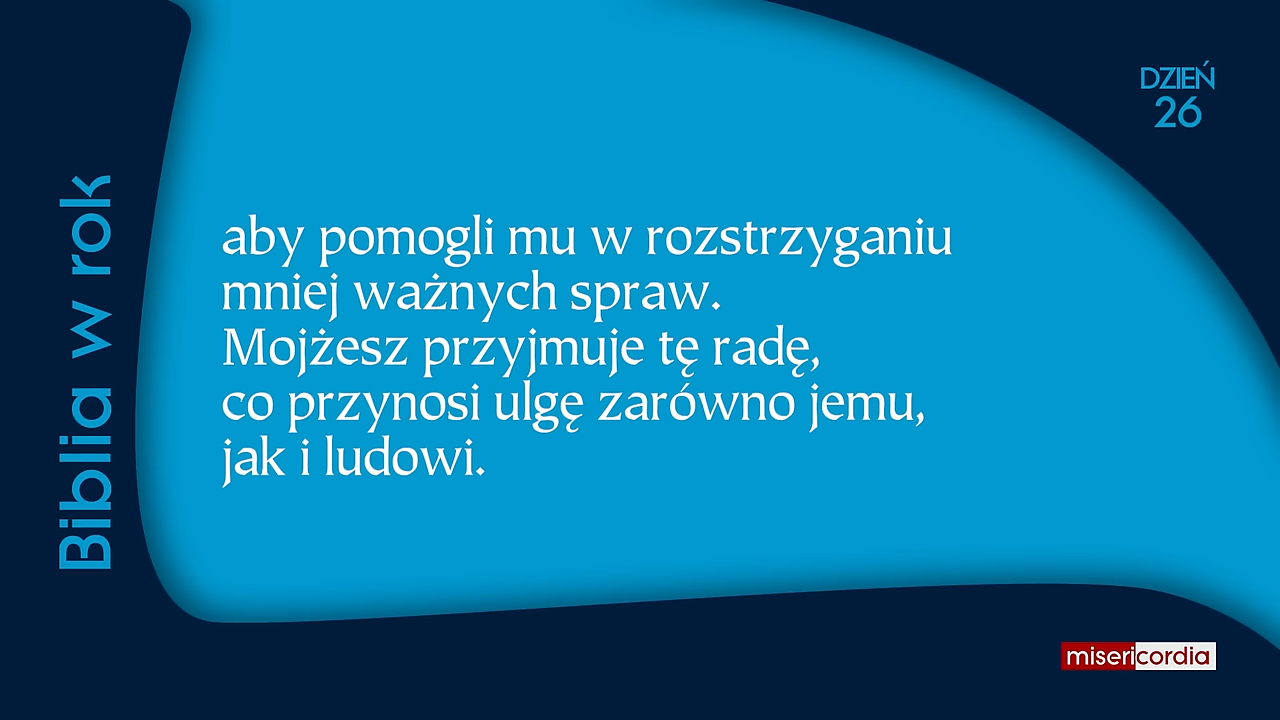 Biblia w rok
DZIEŃ
26
aby pomogli mu w rozstrzyganiu
mniej ważnych spraw.
Mojżesz przyjmuje tę radę,
co przynosi ulgę zarówno jemu,
jak i ludowi.
misericordia